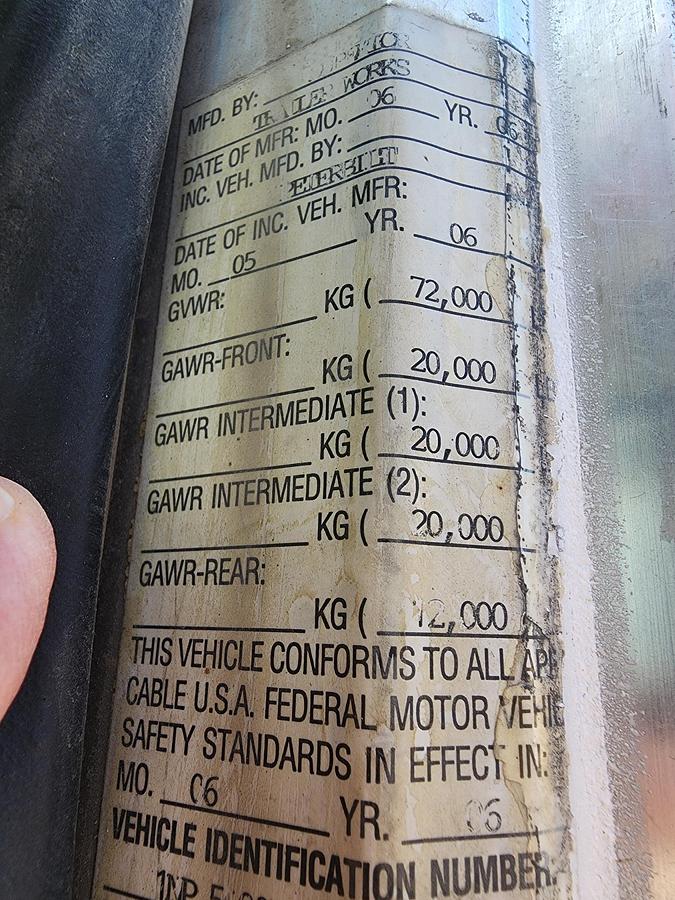 MFD. BY:
TRAILER WORKS
DATE OF MFR: MO. 06 YR. 06
INC. VEH. MFD. BY:
PETERBILT
DATE OF INC. VEH. MFR:
MO. 05 YR. 06
GVWR:
KG ( 72,000
GAWR-FRONT:
KG ( 20,000
GAWR INTERMEDIATE (1):
KG ( 20,000
GAWR INTERMEDIATE (2):
KG ( 20,000
GAWR-REAR:
KG ( 12,000
THIS VEHICLE CONFORMS TO ALL APP
CABLE U.S.A. FEDERAL MOTOR VEHIC
SAFETY STANDARDS IN EFFECT IN:
MO. 06 YR. 06
VEHICLE IDENTIFICATION NUMBER: